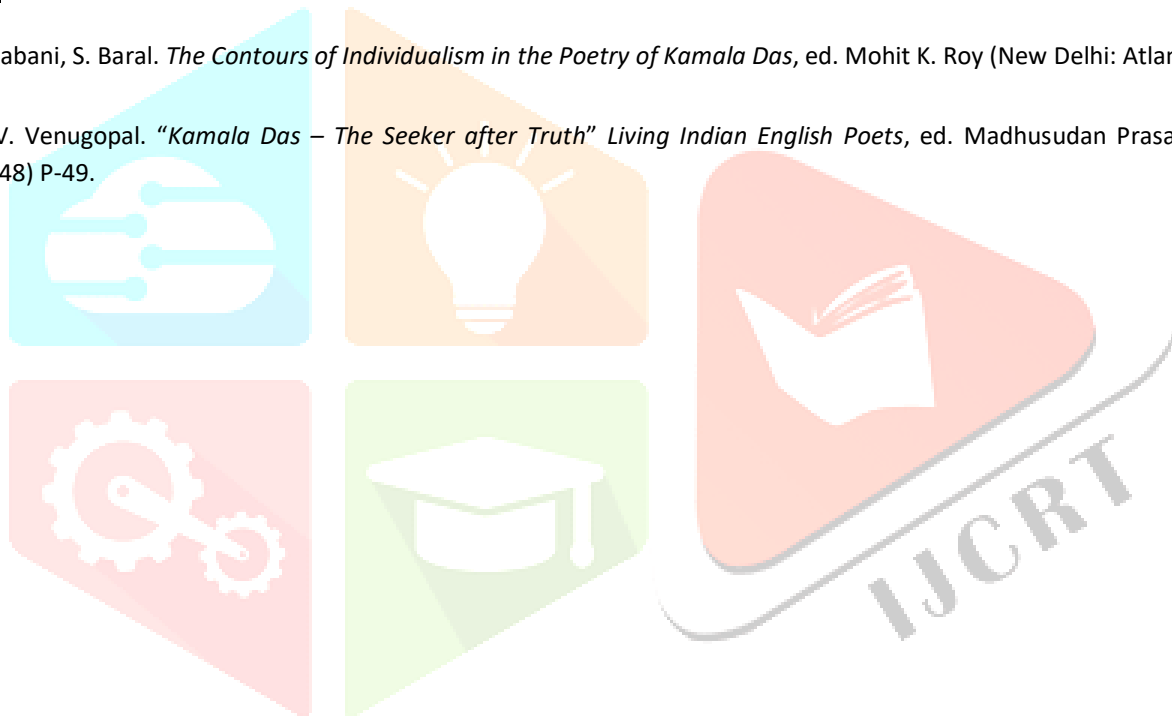 abani, S. Baral. The Contours of Individualism in the Poetry of Kamala Das, ed. Mohit K. Roy (New Delhi: Atlan
V. Venugopal. “Kamala Das – The Seeker after Truth” Living Indian English Poets, ed. Madhusudan Prasa
48) P-49.
IJCRT